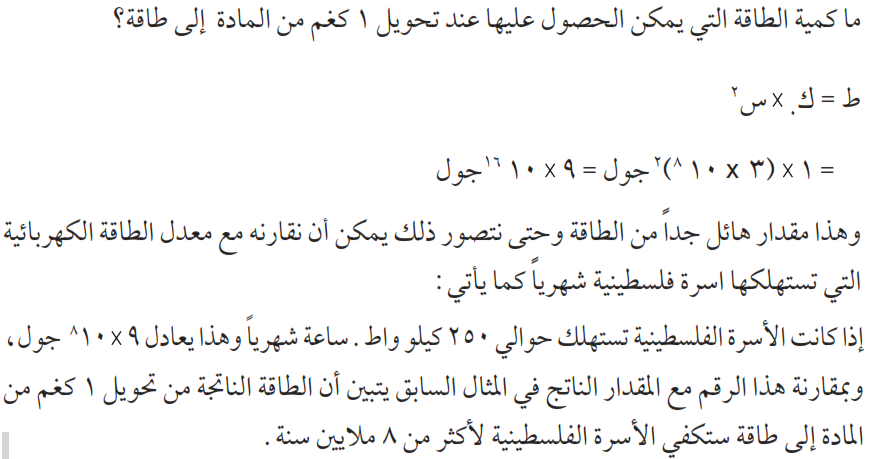 ما كمية الطاقة التي يمكن الحصول عليها عند تحويل ١ كغم من المادة إلى طاقة؟
ط = ك. × س٢
= ١ × (٣ × ١٠ ٨)٢ جول = ٩ × ١٠ ١٦ جول
وهذا مقدار هائل جداً من الطاقة وحتى نتصور ذلك يمكن أن نقارنه مع معدل الطاقة الكهربائية
التي تستهلكها اسرة فلسطينية شهرياً كما يأتي :
إذا كانت الأسرة الفلسطينية تستهلك حوالي ٢٥٠ كيلو واط . ساعة شهرياً وهذا يعادل ٩ ×١٠ ٨ جول ،
وبمقارنة هذا الرقم مع المقدار الناتج في المثال السابق يتبين أن الطاقة الناتجة من تحويل ١ كغم من
المادة إلى طاقة ستكفي الأسرة الفلسطينية لأكثر من ٨ ملايين سنة .